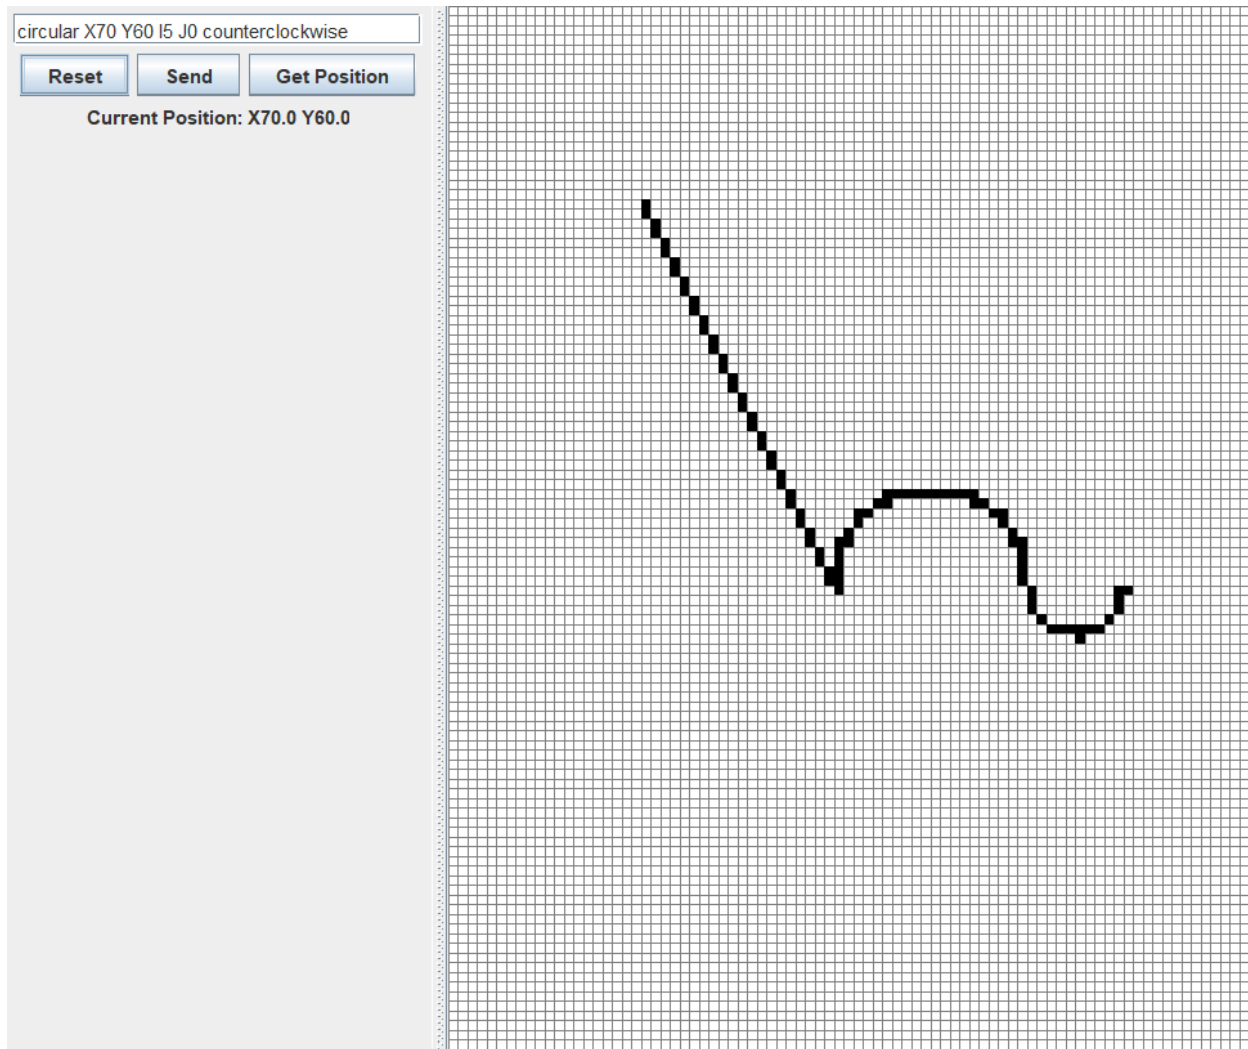 circular X70 Y60 I5 J0 counterclockwise
Reset Send Get Position
Current Position: X70.0 Y60.0